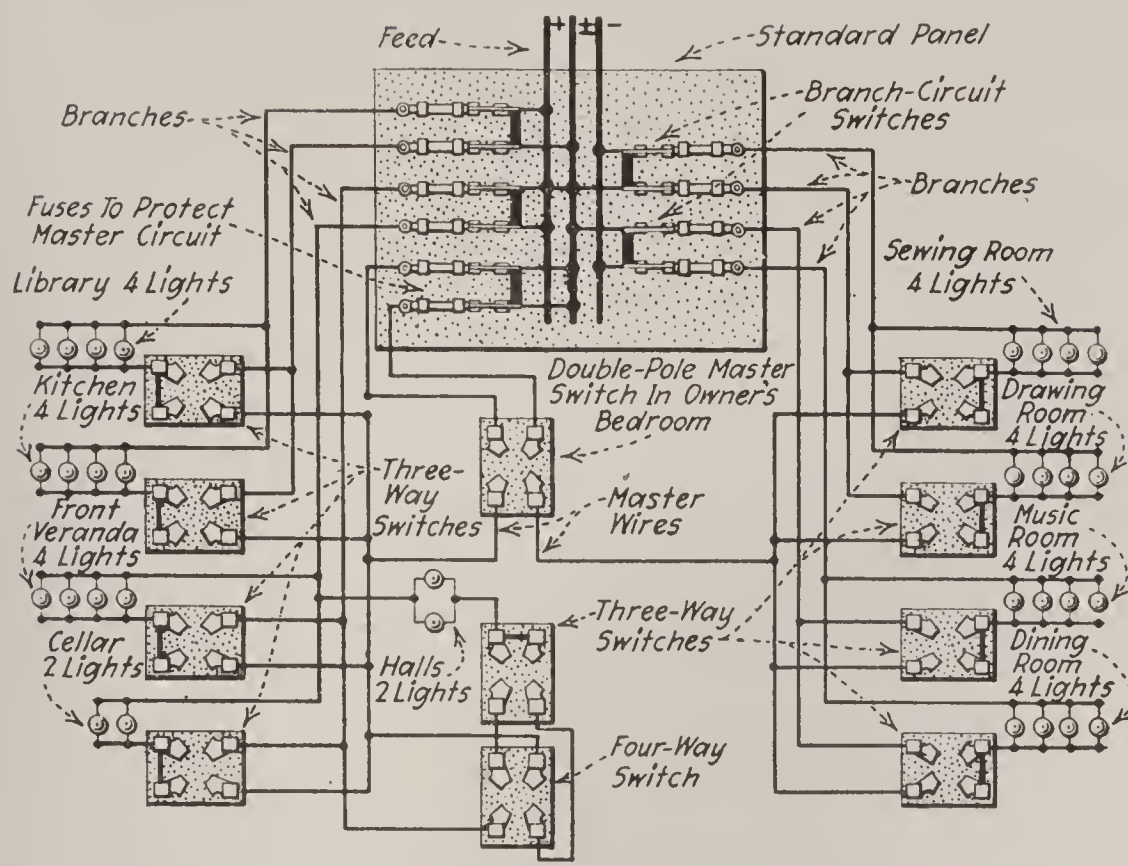 + ± -
Feed
Standard Panel
Branches
Branch-Circuit
Switches
Branches
Fuses To Protect
Master Circuit
Library 4 Lights
Sewing Room
4 Lights
Kitchen
4 Lights
Double-Pole Master
Switch In Owner's
Bedroom
Drawing
Room
4 Lights
Three-
Way
Switches
Master
Wires
Front
Veranda
4 Lights
Music
Room
4 Lights
Cellar
2 Lights
Halls
2 Lights
Three-Way
Switches
Dining
Room
4 Lights
Four-Way
Switch